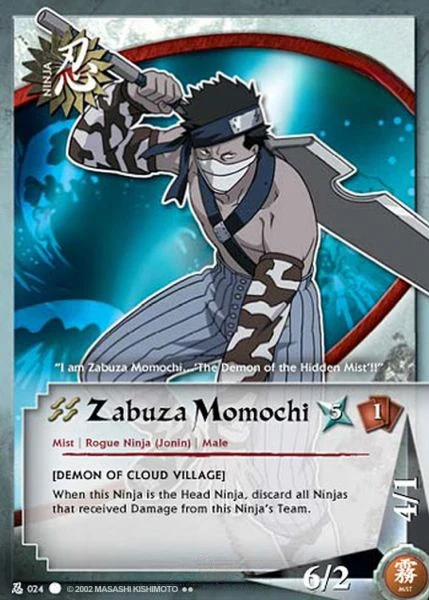 忍
NINJA
"I am Zabuza Momochi...'The Demon of the Hidden Mist'!!"
Zabuza Momochi 5 1
Mist | Rogue Ninja (Jonin) | Male
[DEMON OF CLOUD VILLAGE]
When this Ninja is the Head Ninja, discard all Ninjas
that received Damage from this Ninja's Team.
4/1
6/2
霧
MIST
忍 024 © 2002 MASASHI KISHIMOTO